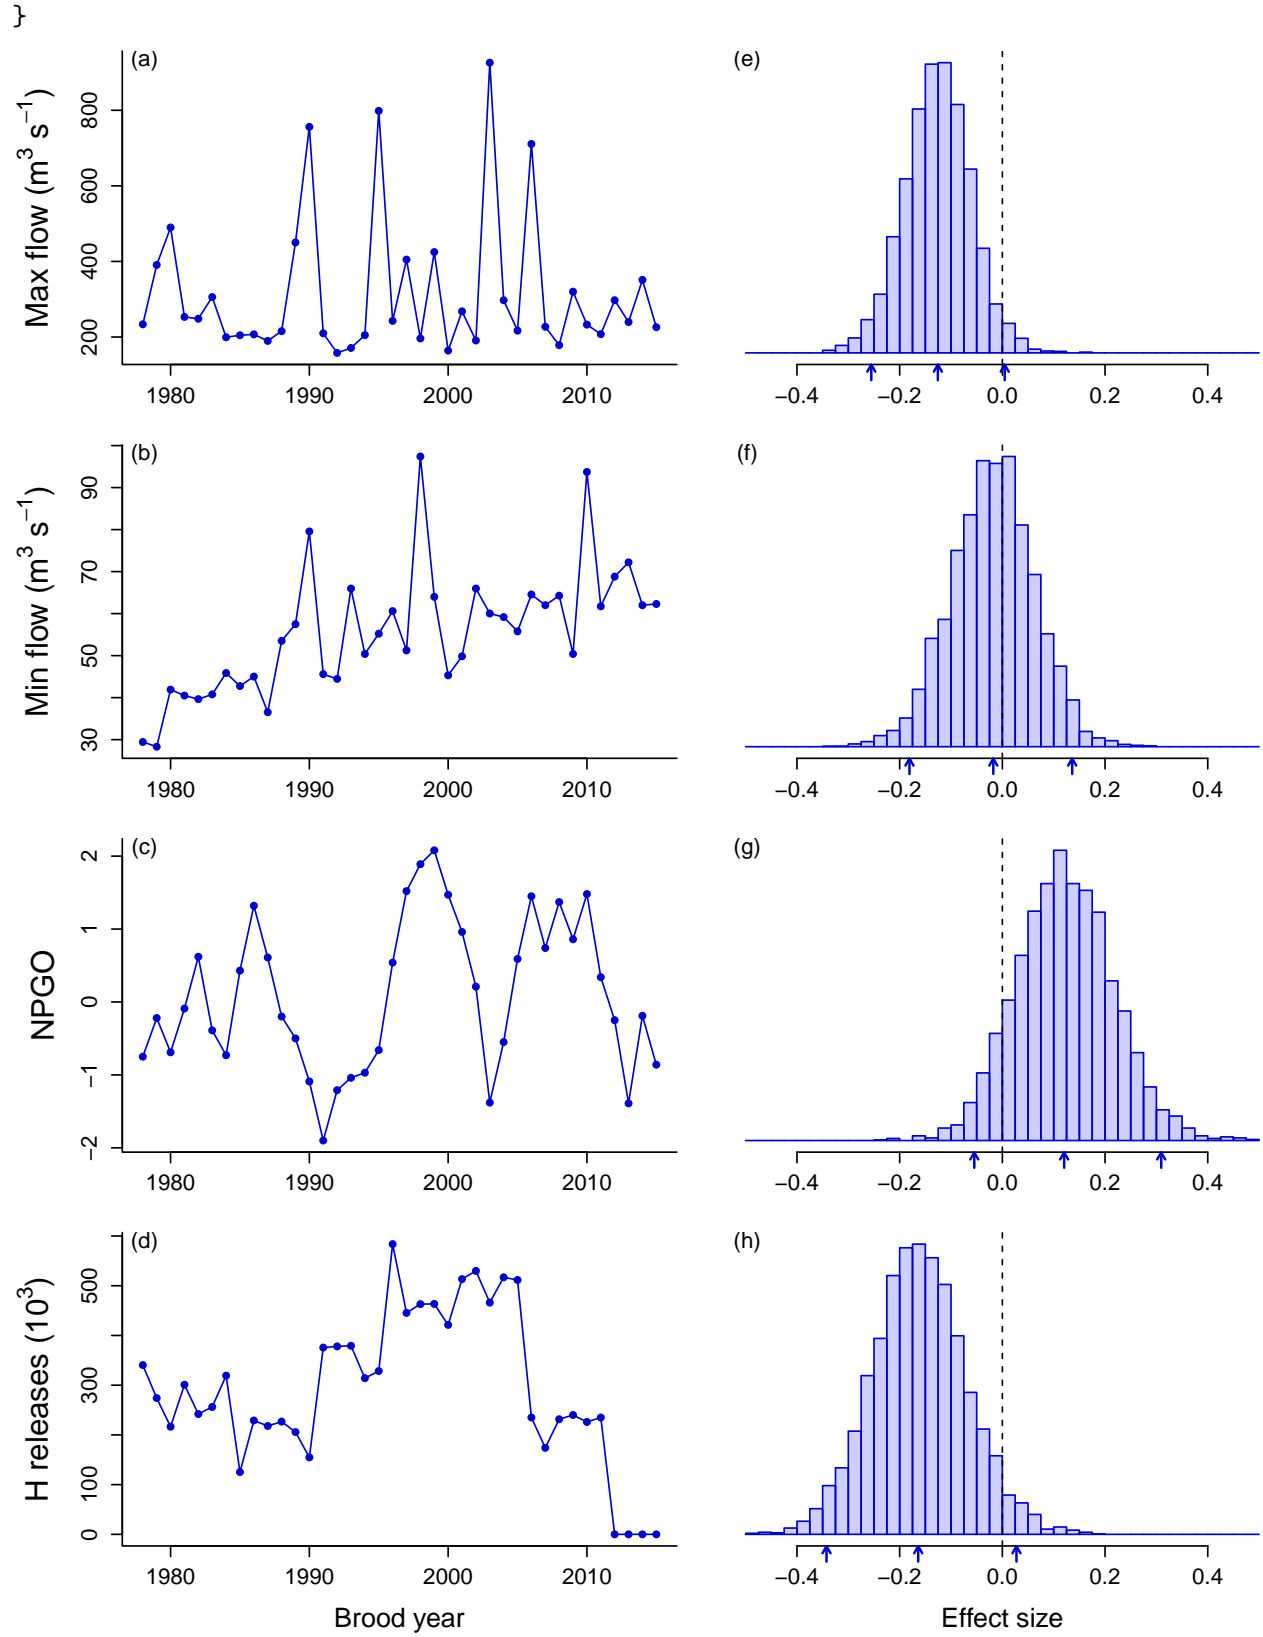 }
(a)
Max flow (m³ s⁻¹)
200 400 600 800
1980 1990 2000 2010
(e)
−0.4 −0.2 0.0 0.2 0.4
(b)
Min flow (m³ s⁻¹)
30 50 70 90
1980 1990 2000 2010
(f)
−0.4 −0.2 0.0 0.2 0.4
(c)
NPGO
−2 −1 0 1 2
1980 1990 2000 2010
(g)
−0.4 −0.2 0.0 0.2 0.4
(d)
H releases (10³)
0 100 300 500
1980 1990 2000 2010
Brood year
(h)
−0.4 −0.2 0.0 0.2 0.4
Effect size